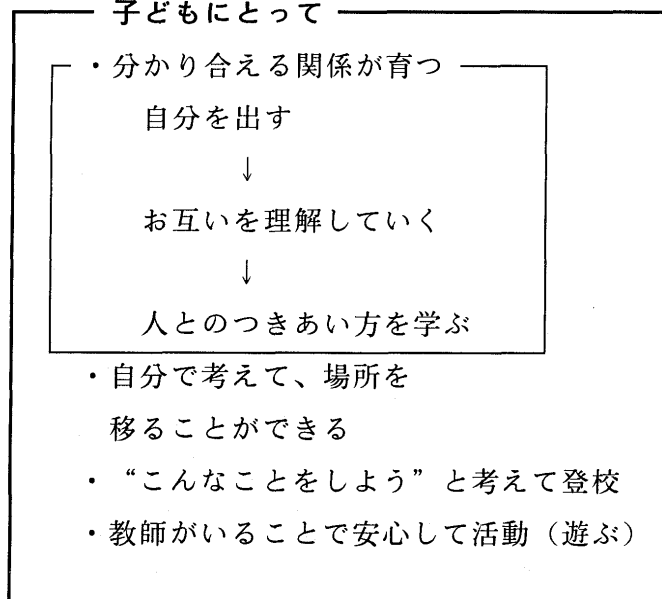 子どもにとって
・分かり合える関係が育つ
自分を出す
↓
お互いを理解していく
↓
人とのつきあい方を学ぶ
・自分で考えて、場所を
移ることができる
・“こんなことをしよう”と考えて登校
・教師がいることで安心して活動（遊ぶ）